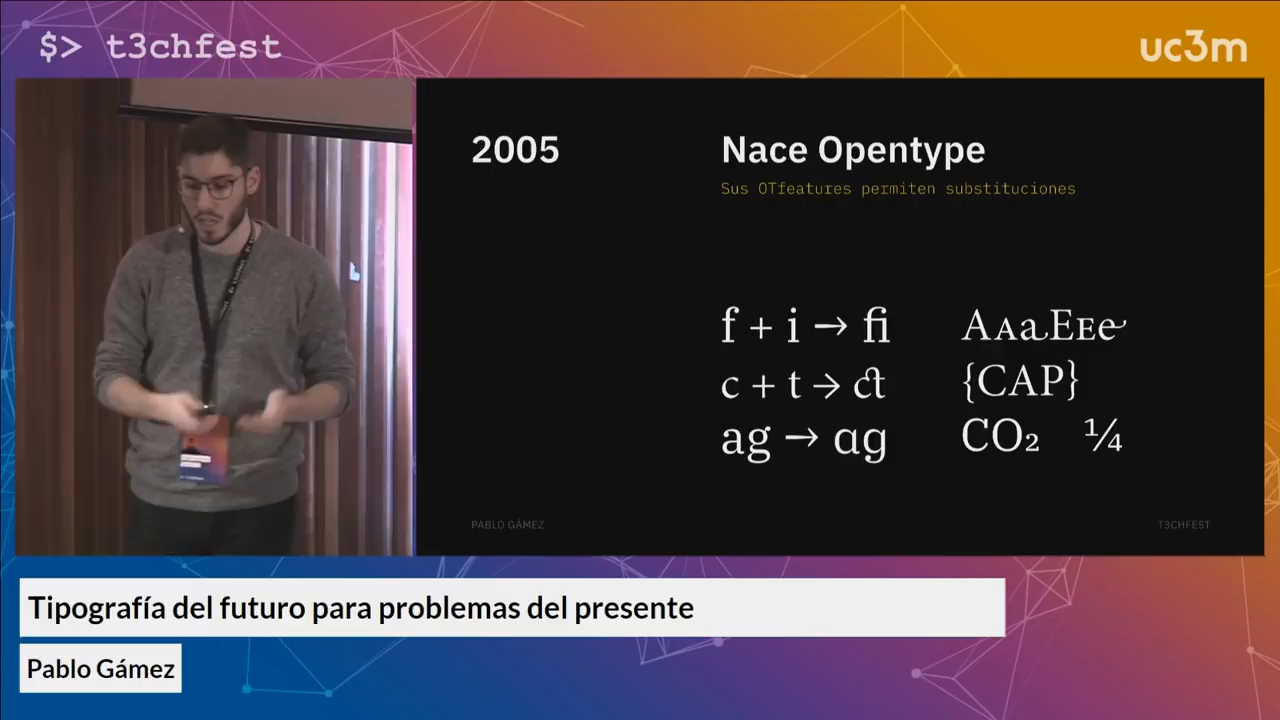 $> t3chfest
uc3m
2005
Nace Opentype
Sus OTfeatures permiten substituciones
f + i → fi
c + t → ct
ag → ɑg
AAaEEe
{CAP}
CO₂ ¼
PABLO GÁMEZ
T3CHFEST
Tipografía del futuro para problemas del presente
Pablo Gámez